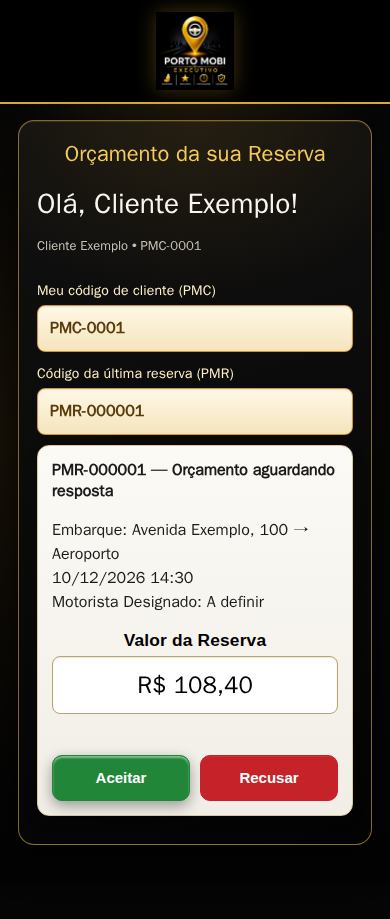 PORTO MOBI
EXECUTIVO
Orçamento da sua Reserva
Olá, Cliente Exemplo!
Cliente Exemplo • PMC-0001
Meu código de cliente (PMC)
PMC-0001
Código da última reserva (PMR)
PMR-000001
PMR-000001 — Orçamento aguardando
resposta
Embarque: Avenida Exemplo, 100 →
Aeroporto
10/12/2026 14:30
Motorista Designado: A definir
Valor da Reserva
R$ 108,40
Aceitar
Recusar